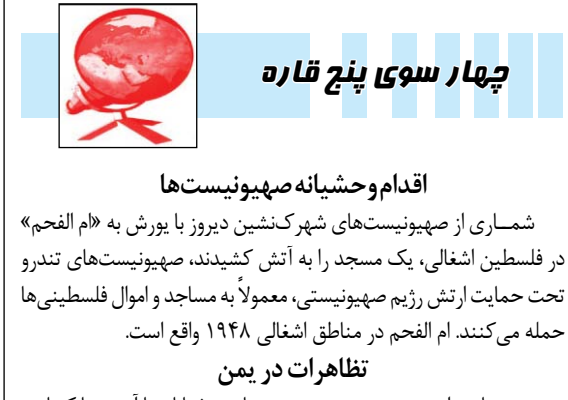 چهار سوی پنج قاره
اقدام وحشیانه صهیونیست‌ها
شمـاری از صهیونیست‌های شهرک‌نشین دیروز با یورش به «ام الفحم»
در فلسطین اشغالی، یک مسجد را به آتش کشیدند، صهیونیست‌های تندرو
تحت حمایت ارتش رژیم صهیونیستی، معمولاً به مساجد و اموال فلسطینی‌ها
حمله می‌کنند. ام الفحم در مناطق اشغالی ۱۹۴۸ واقع است.
تظاهرات در یمن